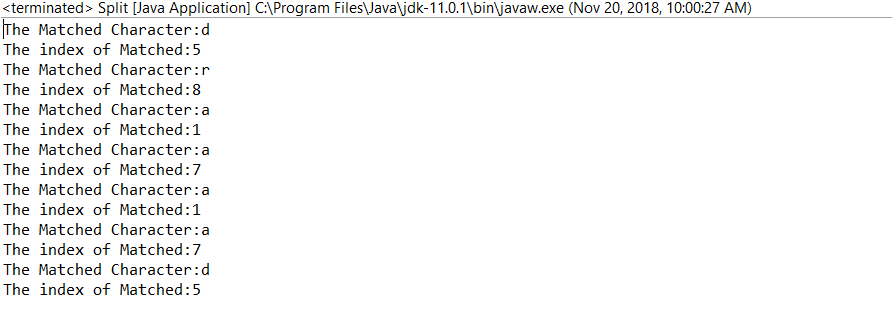 <terminated> Split [Java Application] C:\Program Files\Java\jdk-11.0.1\bin\javaw.exe (Nov 20, 2018, 10:00:27 AM)
The Matched Character:d
The index of Matched:5
The Matched Character:r
The index of Matched:8
The Matched Character:a
The index of Matched:1
The Matched Character:a
The index of Matched:7
The Matched Character:a
The index of Matched:1
The Matched Character:a
The index of Matched:7
The Matched Character:d
The index of Matched:5